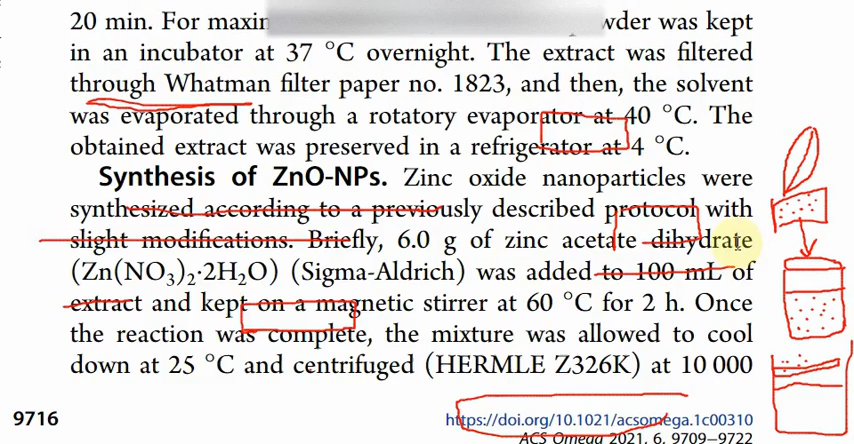 20 min. For
in an incubator at 37 °C overnight. The extract was filtered
through Whatman filter paper no. 1823, and then, the solvent
was evaporated through a rotatory evaporator at 40 °C. The
obtained extract was preserved in a refrigerator at 4 °C.
Synthesis of ZnO-NPs. Zinc oxide nanoparticles were
synthesized according to a previously described protocol with
slight modifications. Briefly, 6.0 g of zinc acetate dihydrate
(Zn(NO₃)₂·2H₂O) (Sigma-Aldrich) was added to 100 mL of
extract and kept on a magnetic stirrer at 60 °C for 2 h. Once
the reaction was complete, the mixture was allowed to cool
down at 25 °C and centrifuged (HERMLE Z326K) at 10 000
9716
https://doi.org/10.1021/acsomega.1c00310
ACS Omega 2021, 6, 9709−9722